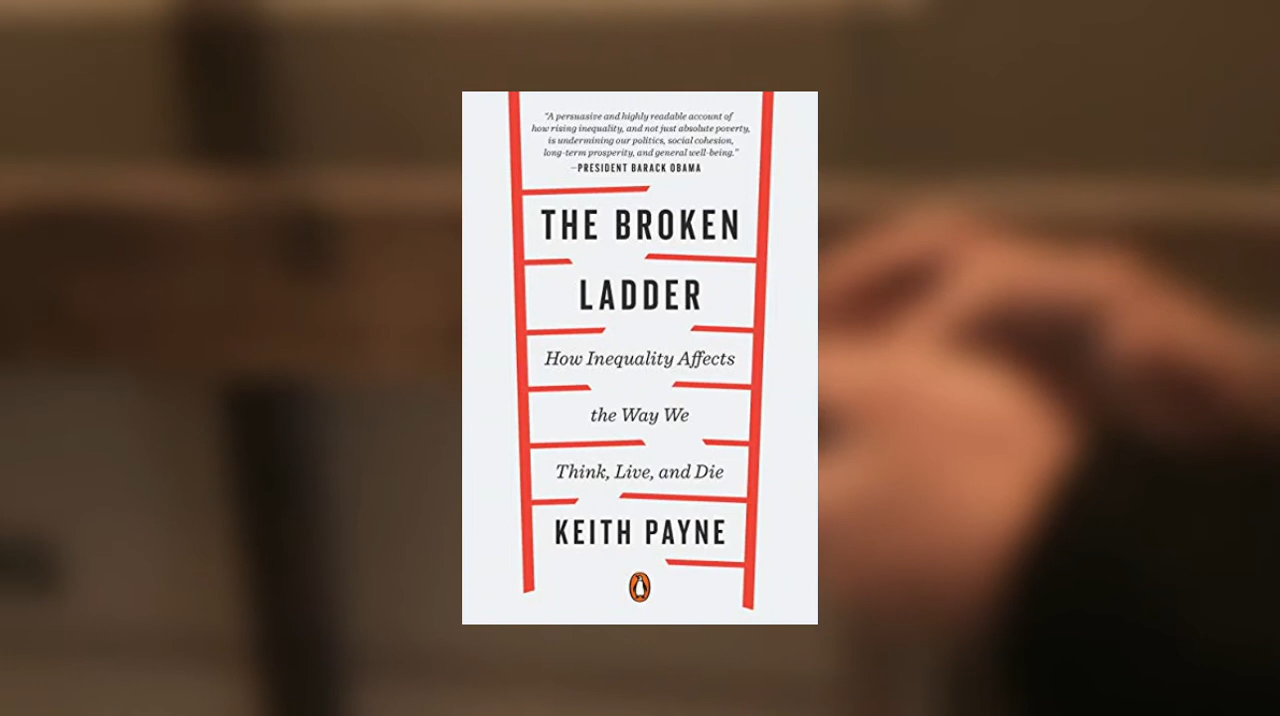 "A persuasive and highly readable account of
how rising inequality, and not just absolute poverty,
is undermining our politics, social cohesion,
long-term prosperity, and general well-being."
—PRESIDENT BARACK OBAMA
THE BROKEN
LADDER
How Inequality Affects
the Way We
Think, Live, and Die
KEITH PAYNE